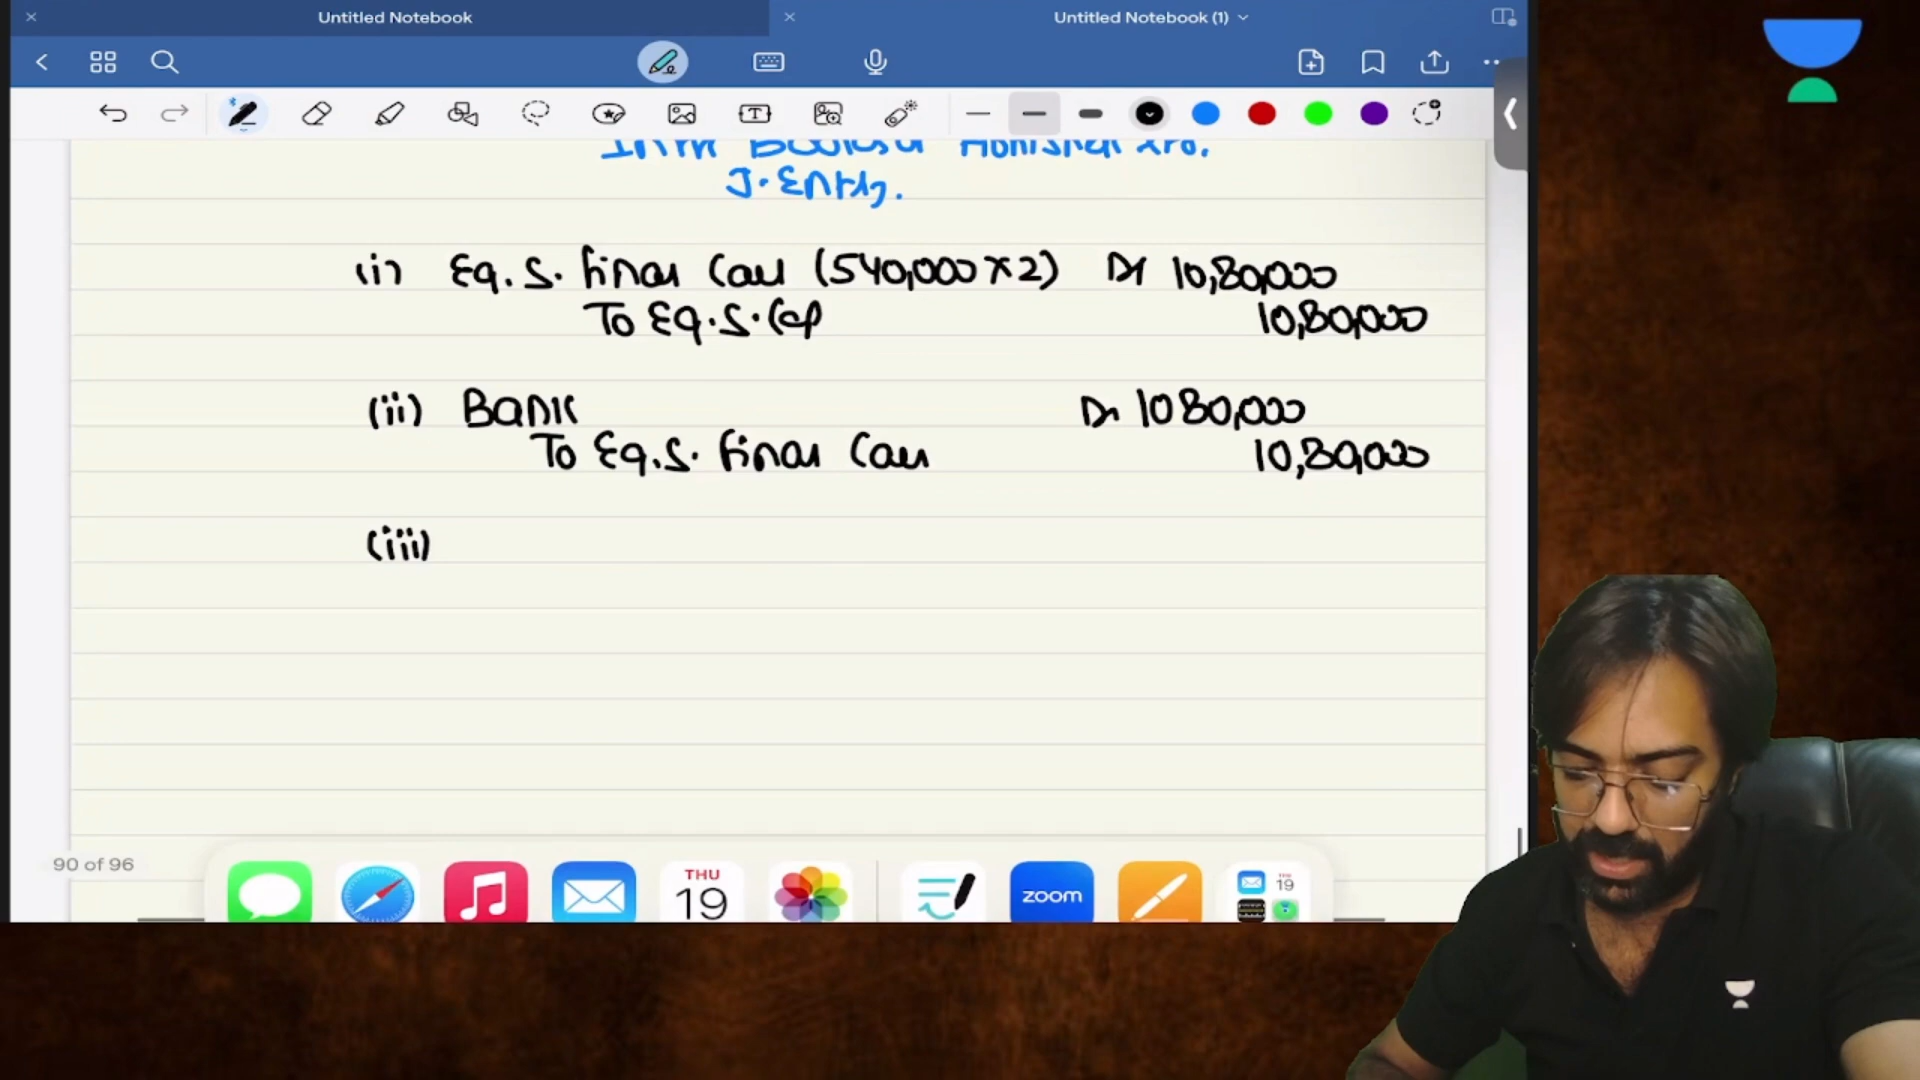 Untitled Notebook
Untitled Notebook (1)
J. Entry.
(i) Eq. S. Final Call (540,000 X 2) Dr 10,80,000
To Eq. S. Cap 10,80,000
(ii) Bank Dr 1080,000
To Eq. S. Final Call 10,80,000
(iii)
90 of 96
THU
19
zoom
19